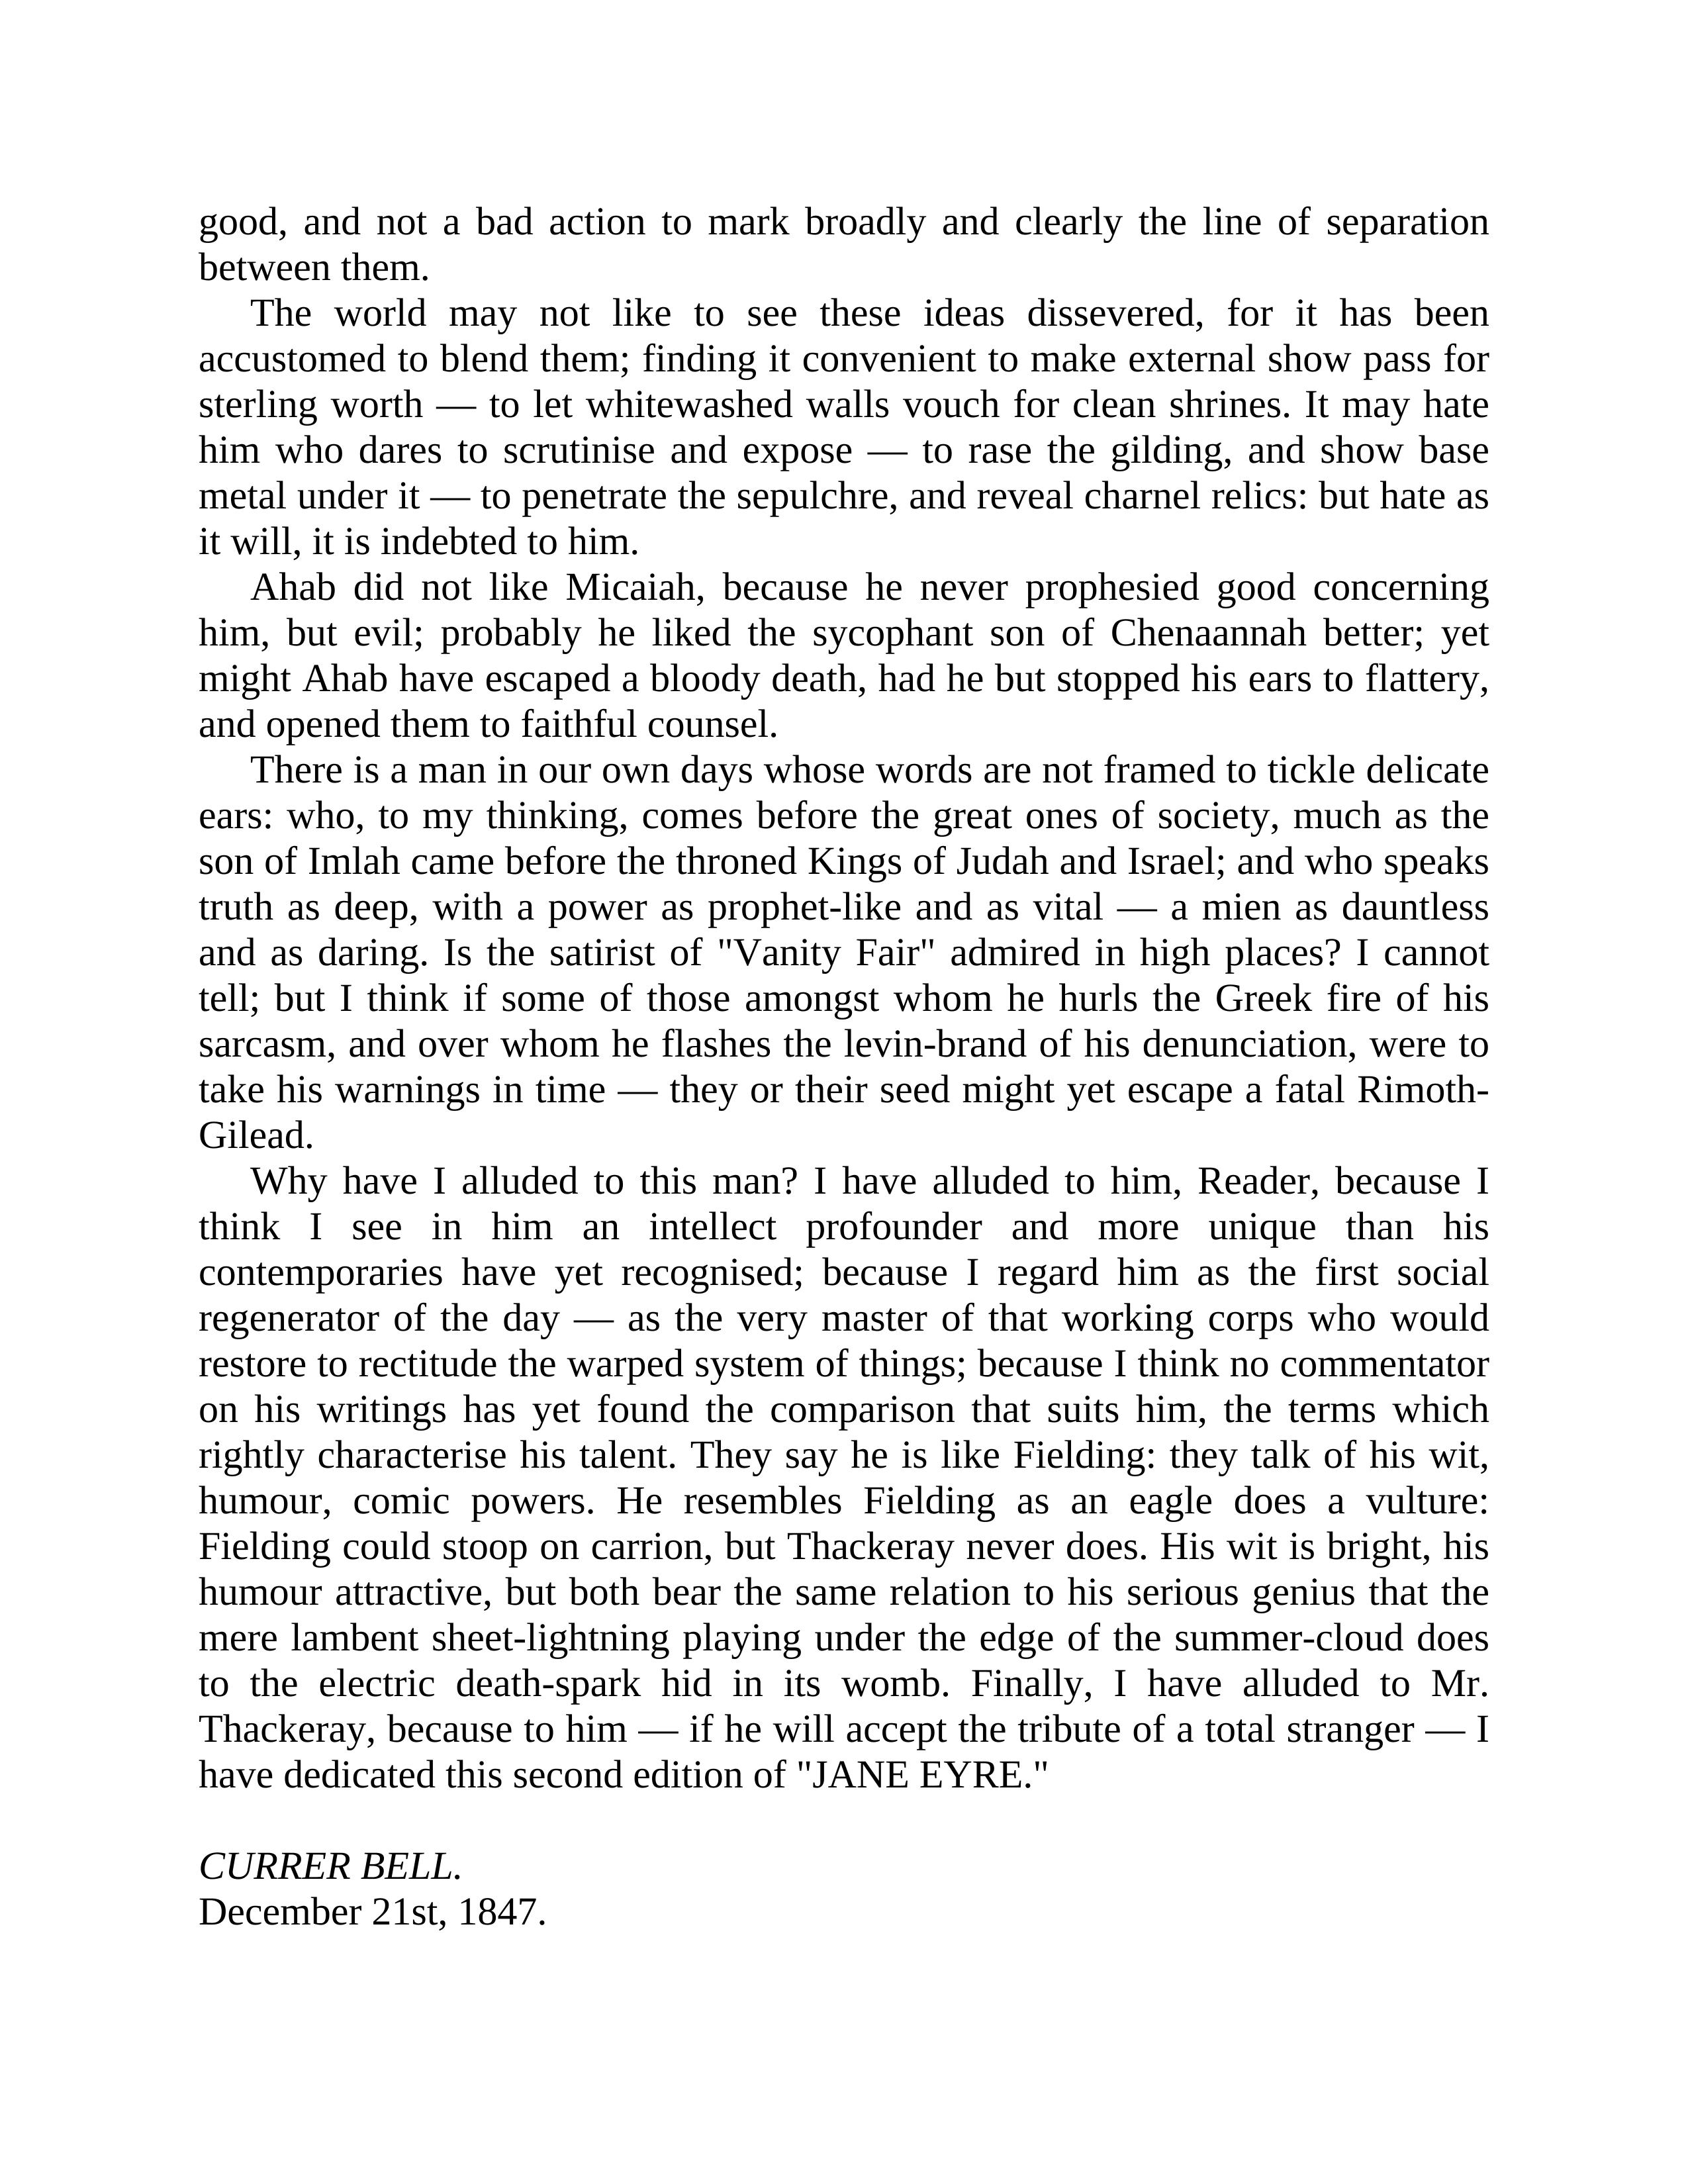 good, and not a bad action to mark broadly and clearly the line of separation
between them.
The world may not like to see these ideas dissevered, for it has been
accustomed to blend them; finding it convenient to make external show pass for
sterling worth — to let whitewashed walls vouch for clean shrines. It may hate
him who dares to scrutinise and expose — to rase the gilding, and show base
metal under it — to penetrate the sepulchre, and reveal charnel relics: but hate as
it will, it is indebted to him.
Ahab did not like Micaiah, because he never prophesied good concerning
him, but evil; probably he liked the sycophant son of Chenaannah better; yet
might Ahab have escaped a bloody death, had he but stopped his ears to flattery,
and opened them to faithful counsel.
There is a man in our own days whose words are not framed to tickle delicate
ears: who, to my thinking, comes before the great ones of society, much as the
son of Imlah came before the throned Kings of Judah and Israel; and who speaks
truth as deep, with a power as prophet-like and as vital — a mien as dauntless
and as daring. Is the satirist of "Vanity Fair" admired in high places? I cannot
tell; but I think if some of those amongst whom he hurls the Greek fire of his
sarcasm, and over whom he flashes the levin-brand of his denunciation, were to
take his warnings in time — they or their seed might yet escape a fatal Rimoth-
Gilead.
Why have I alluded to this man? I have alluded to him, Reader, because I
think I see in him an intellect profounder and more unique than his
contemporaries have yet recognised; because I regard him as the first social
regenerator of the day — as the very master of that working corps who would
restore to rectitude the warped system of things; because I think no commentator
on his writings has yet found the comparison that suits him, the terms which
rightly characterise his talent. They say he is like Fielding: they talk of his wit,
humour, comic powers. He resembles Fielding as an eagle does a vulture:
Fielding could stoop on carrion, but Thackeray never does. His wit is bright, his
humour attractive, but both bear the same relation to his serious genius that the
mere lambent sheet-lightning playing under the edge of the summer-cloud does
to the electric death-spark hid in its womb. Finally, I have alluded to Mr.
Thackeray, because to him — if he will accept the tribute of a total stranger — I
have dedicated this second edition of "JANE EYRE."
CURRER BELL.
December 21st, 1847.